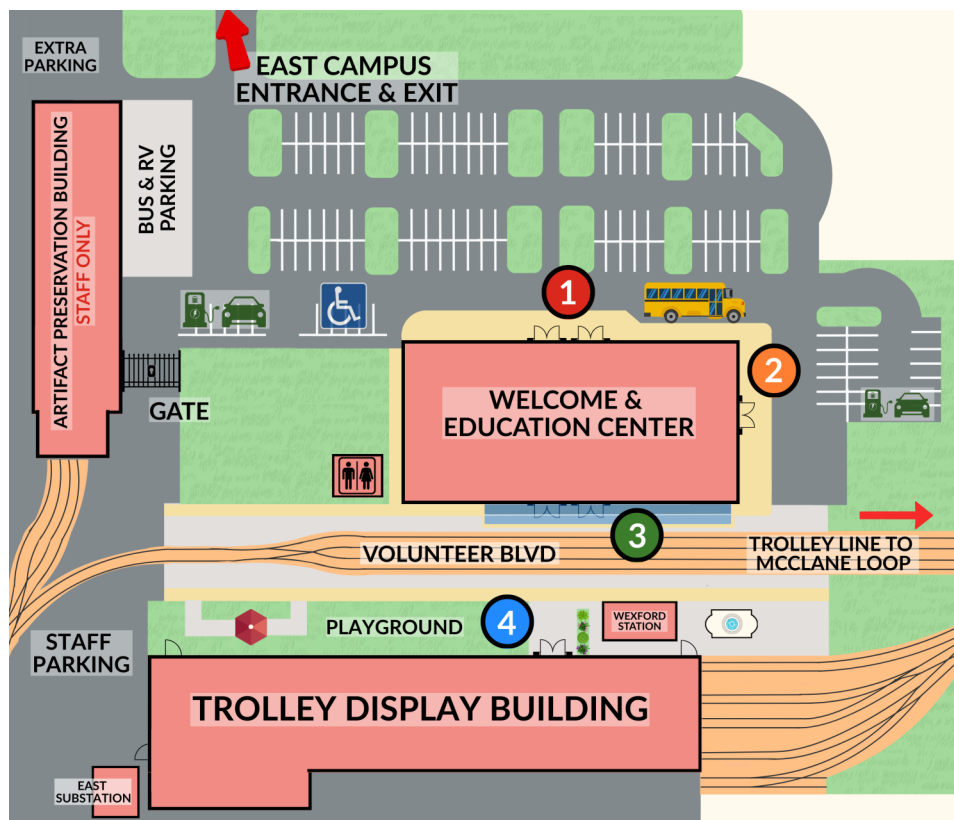 EXTRA
PARKING
EAST CAMPUS
ENTRANCE & EXIT
ARTIFACT PRESERVATION BUILDING
STAFF ONLY
BUS & RV
PARKING
1
2
WELCOME &
EDUCATION CENTER
GATE
3
VOLUNTEER BLVD
TROLLEY LINE TO
MCCLANE LOOP
4
PLAYGROUND
WEXFORD
STATION
STAFF
PARKING
TROLLEY DISPLAY BUILDING
EAST
SUBSTATION